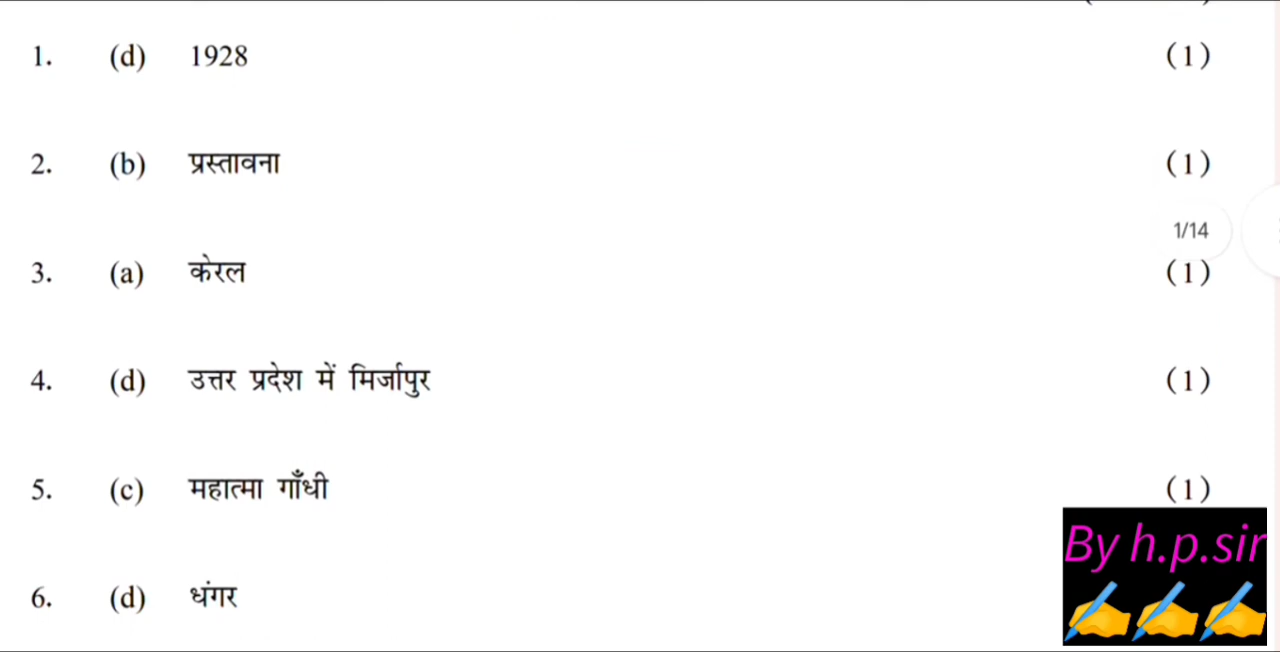 1. (d) 1928 (1)
2. (b) प्रस्तावना (1)
1/14
3. (a) केरल (1)
4. (d) उत्तर प्रदेश में मिर्जापुर (1)
5. (c) महात्मा गाँधी (1)
By h.p.sir
6. (d) धंगर